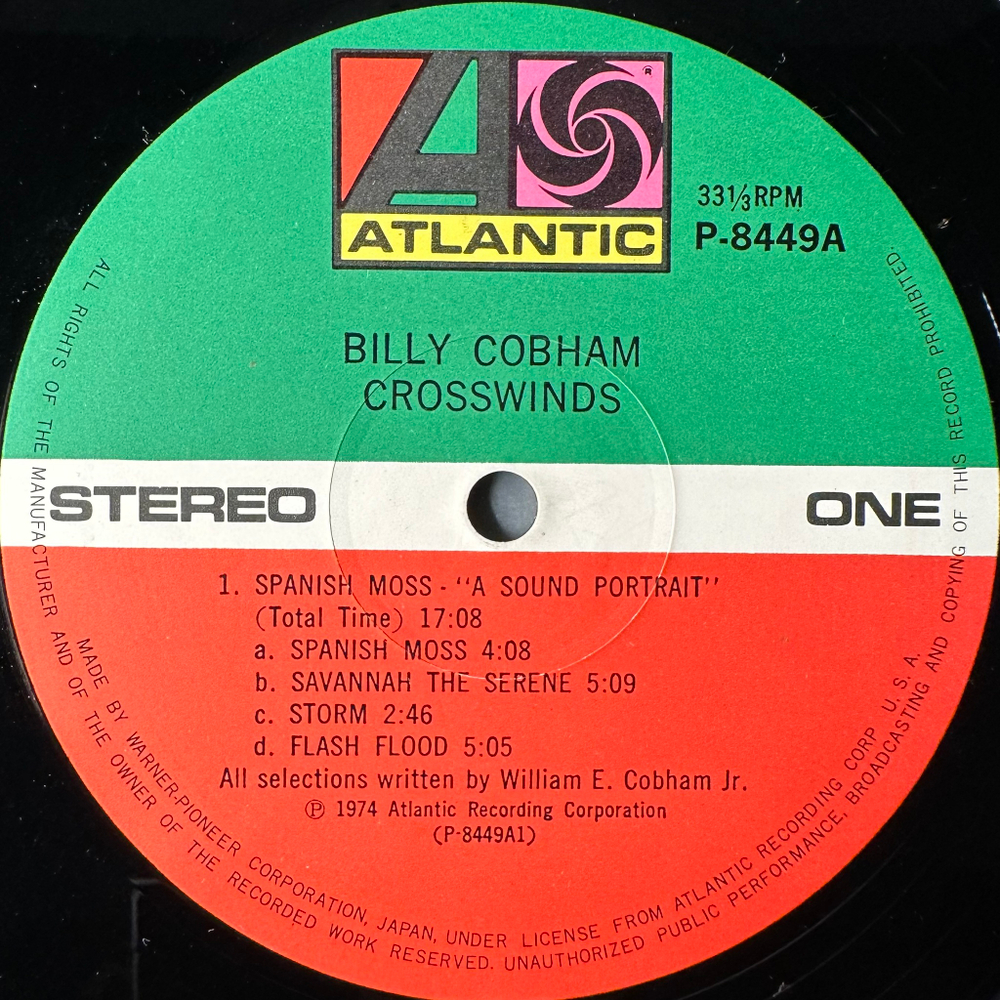 A
®
ATLANTIC
33⅓RPM
P-8449A
BILLY COBHAM
CROSSWINDS
STEREO
ONE
1. SPANISH MOSS - "A SOUND PORTRAIT"
(Total Time) 17:08
a. SPANISH MOSS 4:08
b. SAVANNAH THE SERENE 5:09
c. STORM 2:46
d. FLASH FLOOD 5:05
All selections written by William E. Cobham Jr.
℗ 1974 Atlantic Recording Corporation
(P-8449A1)
MADE BY WARNER-PIONEER CORPORATION, JAPAN, UNDER LICENSE FROM ATLANTIC RECORDING CORP U. S. A.
ALL RIGHTS OF THE MANUFACTURER AND OF THE OWNER OF THE RECORDED WORK RESERVED. UNAUTHORIZED PUBLIC PERFORMANCE, BROADCASTING AND COPYING OF THIS RECORD PROHIBITED.